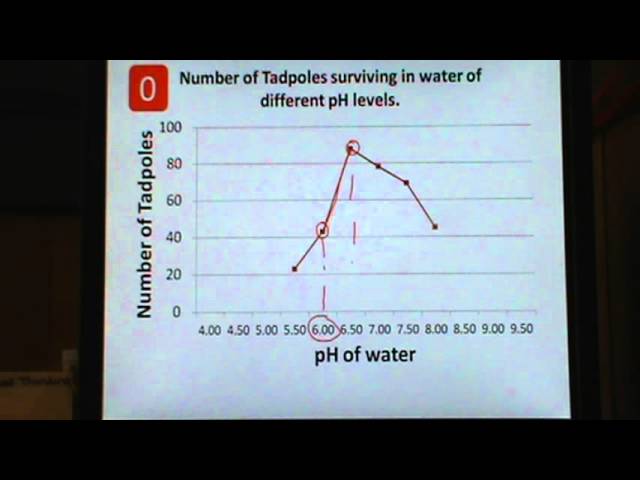 0
Number of Tadpoles surviving in water of
different pH levels.
Number of Tadpoles
100
80
60
40
20
0
4.00 4.50 5.00 5.50 6.00 6.50 7.00 7.50 8.00 8.50 9.00 9.50
pH of water